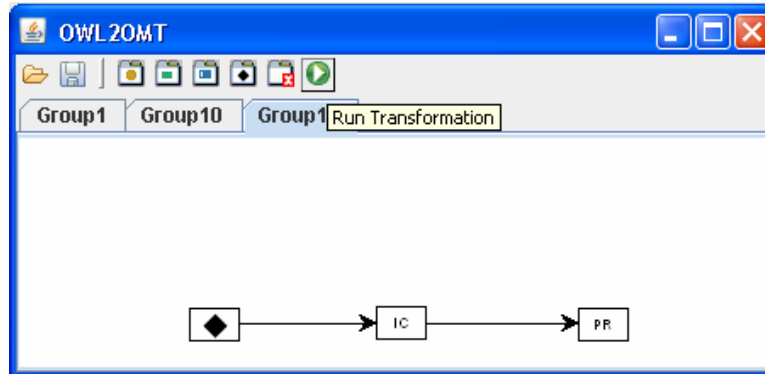 OWL2OMT
Group1 Group10 Group1
Run Transformation
IC PR